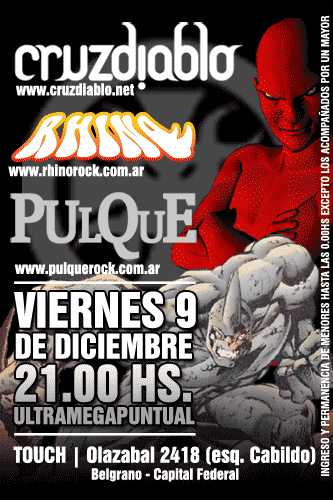 cruzdiablo
www.cruzdiablo.net
RHINO
www.rhinorock.com.ar
PULQUE
www.pulquerock.com.ar
VIERNES 9
DE DICIEMBRE
21.00 HS.
ULTRAMEGAPUNTUAL
TOUCH | Olazabal 2418 (esq. Cabildo)
Belgrano - Capital Federal
INGRESO Y PERMANENCIA DE MENORES HASTA LAS 0.00HS EXCEPTO LOS ACOMPAÑADOS POR UN MAYOR